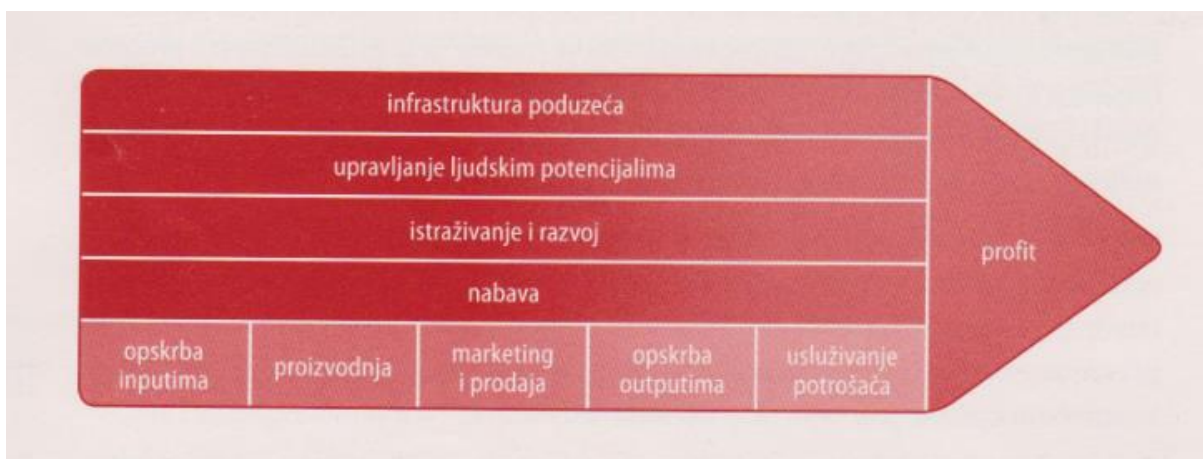 infrastruktura poduzeća
upravljanje ljudskim potencijalima
istraživanje i razvoj
nabava
opskrba
inputima
proizvodnja
marketing
i prodaja
opskrba
outputima
usluživanje
potrošača
profit